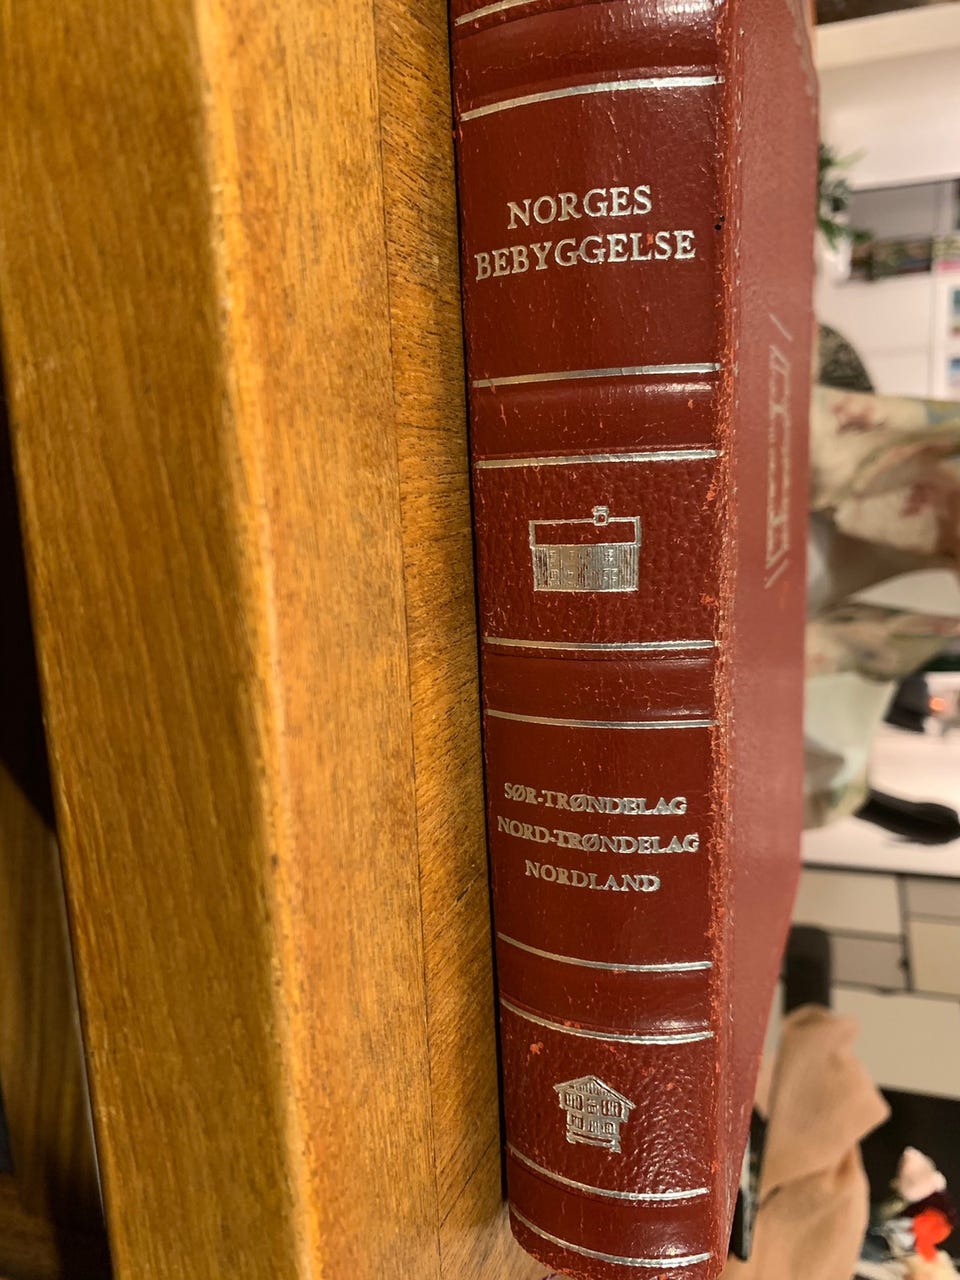 NORGES
BEBYGGELSE
SØR-TRØNDELAG
NORD-TRØNDELAG
NORDLAND